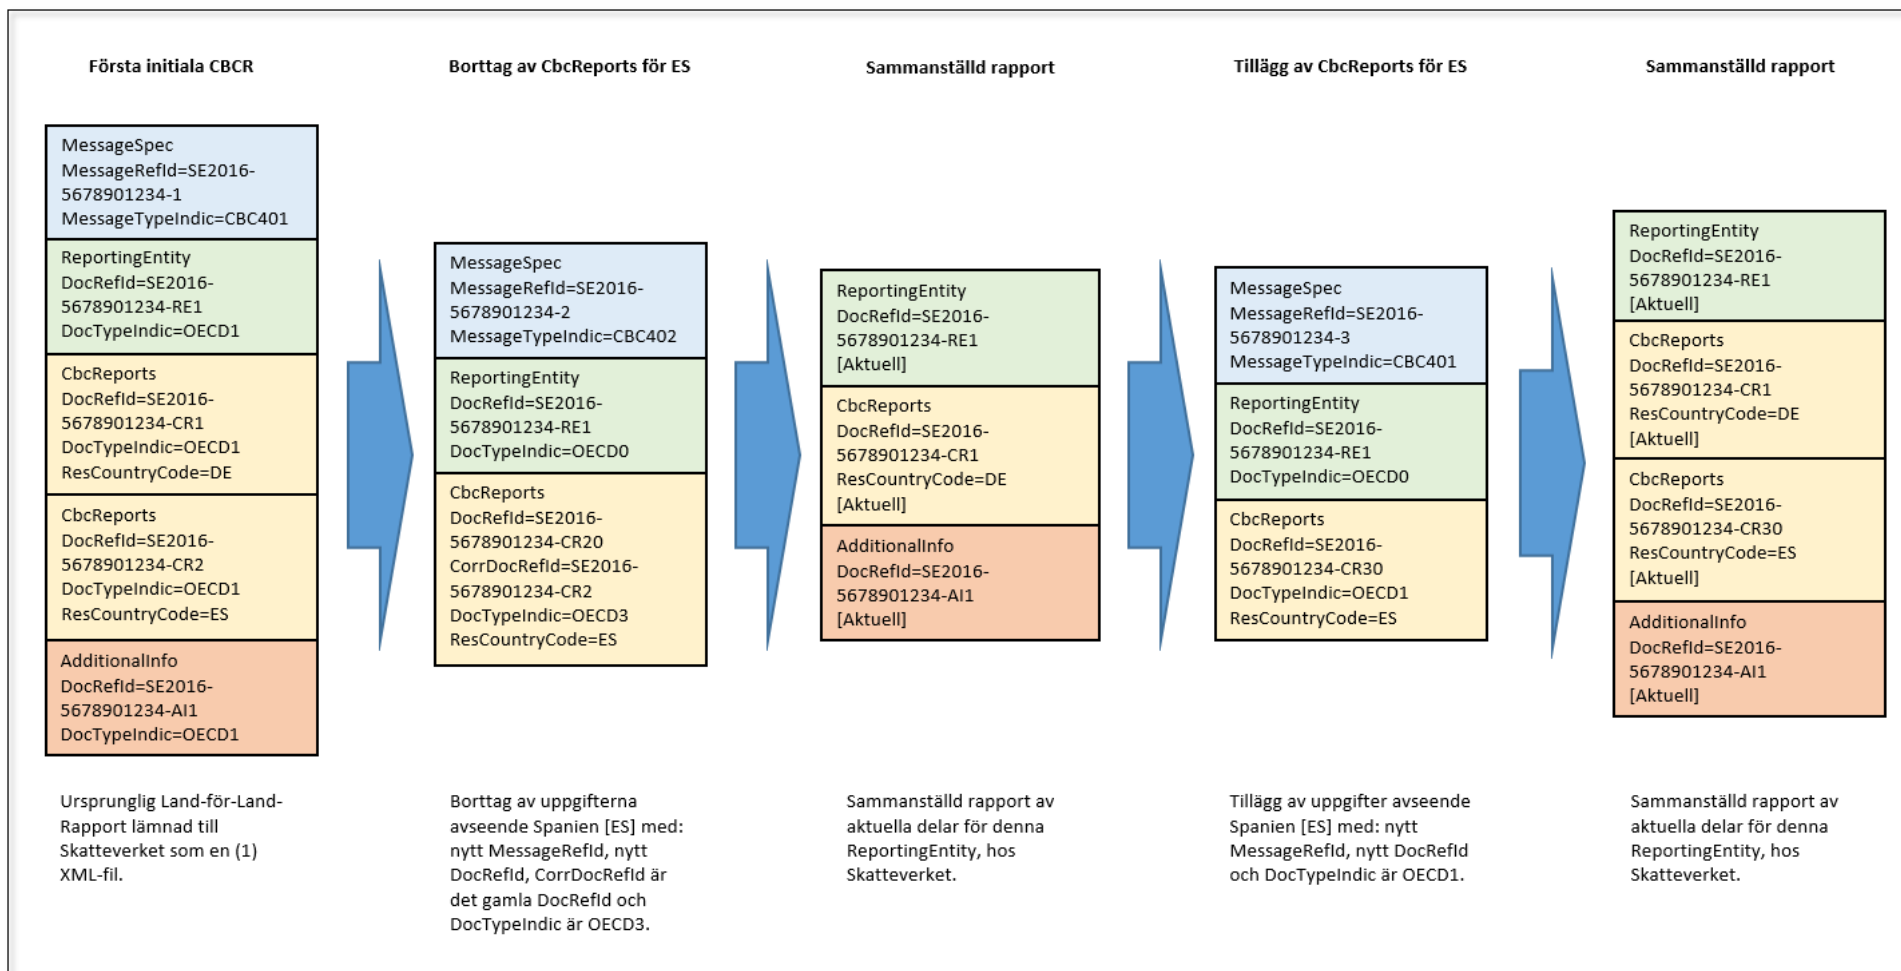 Första initiala CBCR
MessageSpec
MessageRefId=SE2016-
5678901234-1
MessageTypeIndic=CBC401
ReportingEntity
DocRefId=SE2016-
5678901234-RE1
DocTypeIndic=OECD1
CbcReports
DocRefId=SE2016-
5678901234-CR1
DocTypeIndic=OECD1
ResCountryCode=DE
CbcReports
DocRefId=SE2016-
5678901234-CR2
DocTypeIndic=OECD1
ResCountryCode=ES
AdditionalInfo
DocRefId=SE2016-
5678901234-AI1
DocTypeIndic=OECD1
Ursprunglig Land-för-Land-
Rapport lämnad till
Skatteverket som en (1)
XML-fil.
Borttag av CbcReports för ES
MessageSpec
MessageRefId=SE2016-
5678901234-2
MessageTypeIndic=CBC402
ReportingEntity
DocRefId=SE2016-
5678901234-RE1
DocTypeIndic=OECD0
CbcReports
DocRefId=SE2016-
5678901234-CR20
CorrDocRefId=SE2016-
5678901234-CR2
DocTypeIndic=OECD3
ResCountryCode=ES
Borttag av uppgifterna
avseende Spanien [ES] med:
nytt MessageRefId, nytt
DocRefId, CorrDocRefId är
det gamla DocRefId och
DocTypeIndic är OECD3.
Sammanställd rapport
ReportingEntity
DocRefId=SE2016-
5678901234-RE1
[Aktuell]
CbcReports
DocRefId=SE2016-
5678901234-CR1
ResCountryCode=DE
[Aktuell]
AdditionalInfo
DocRefId=SE2016-
5678901234-AI1
[Aktuell]
Sammanställd rapport av
aktuella delar för denna
ReportingEntity, hos
Skatteverket.
Tillägg av CbcReports för ES
MessageSpec
MessageRefId=SE2016-
5678901234-3
MessageTypeIndic=CBC401
ReportingEntity
DocRefId=SE2016-
5678901234-RE1
DocTypeIndic=OECD0
CbcReports
DocRefId=SE2016-
5678901234-CR30
DocTypeIndic=OECD1
ResCountryCode=ES
Tillägg av uppgifter avseende
Spanien [ES] med: nytt
MessageRefId, nytt DocRefId
och DocTypeIndic är OECD1.
Sammanställd rapport
ReportingEntity
DocRefId=SE2016-
5678901234-RE1
[Aktuell]
CbcReports
DocRefId=SE2016-
5678901234-CR1
ResCountryCode=DE
[Aktuell]
CbcReports
DocRefId=SE2016-
5678901234-CR30
ResCountryCode=ES
[Aktuell]
AdditionalInfo
DocRefId=SE2016-
5678901234-AI1
[Aktuell]
Sammanställd rapport av
aktuella delar för denna
ReportingEntity, hos
Skatteverket.